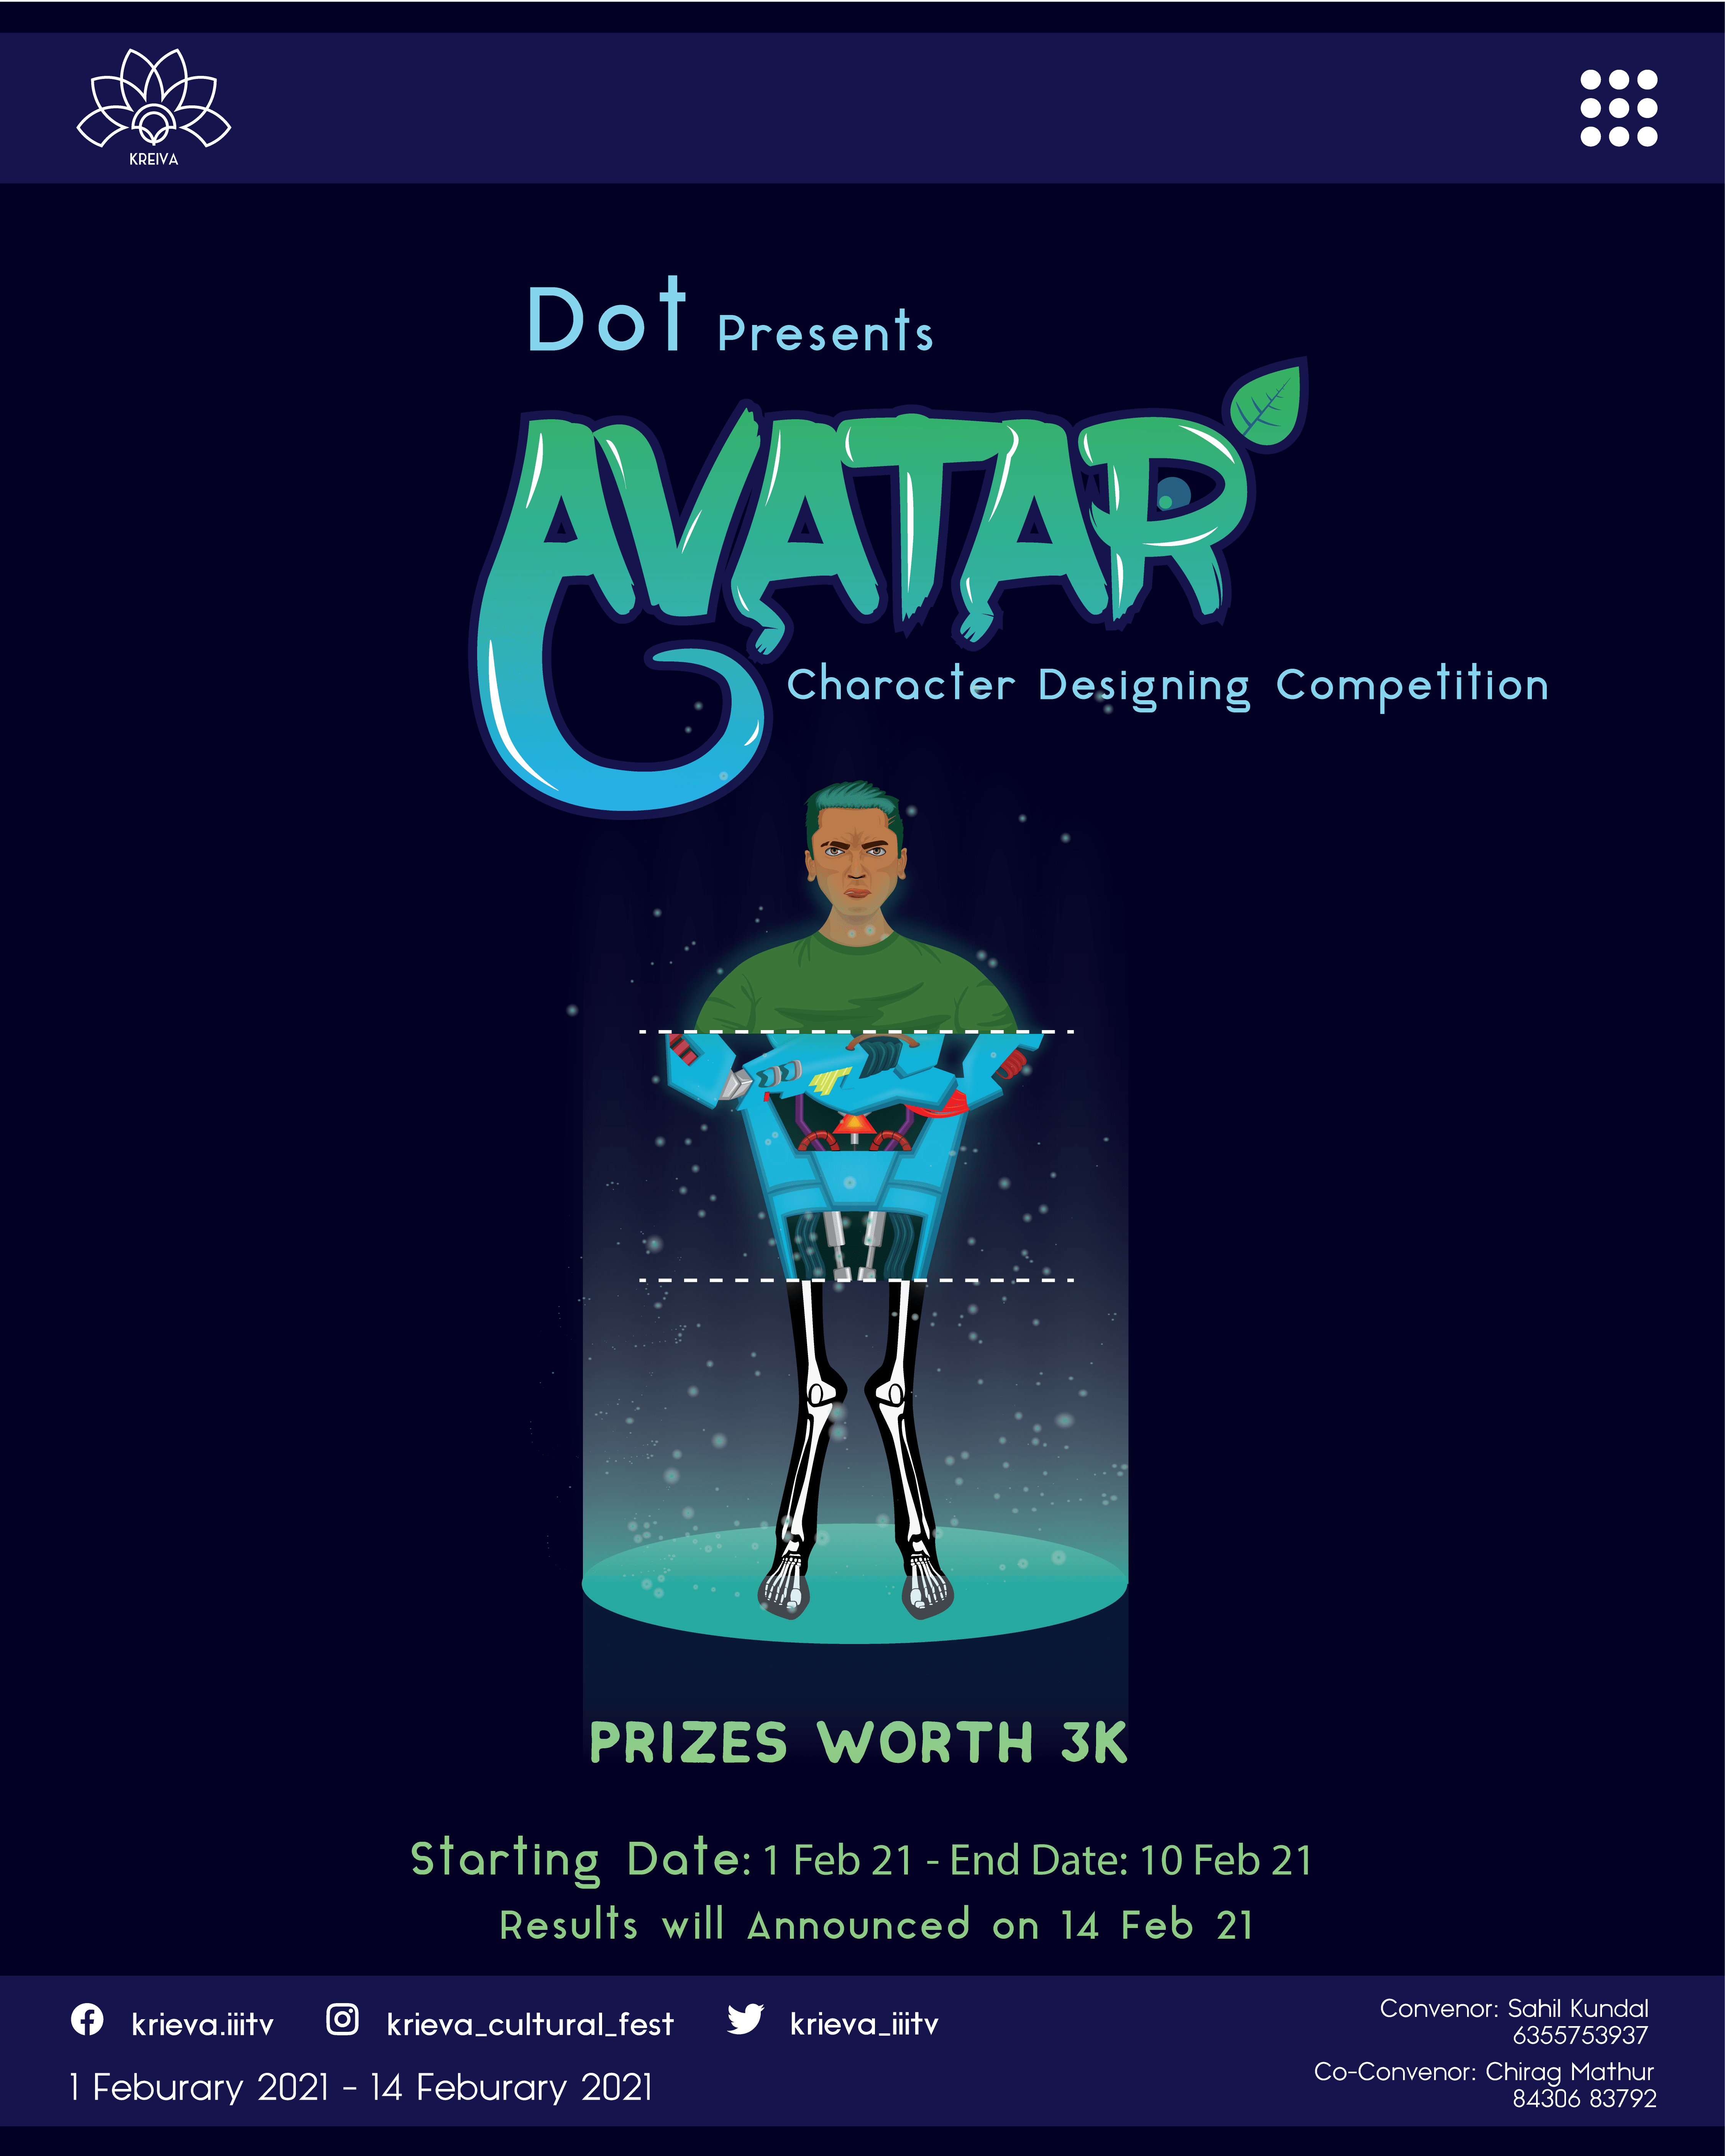 KREIVA
Dot Presents
AVATAR
Character Designing Competition
PRIZES WORTH 3K
Starting Date: 1 Feb 21 - End Date: 10 Feb 21
Results will Announced on 14 Feb 21
krieva.iiitv krieva_cultural_fest krieva_iiitv
1 Feburary 2021 - 14 Feburary 2021
Convenor: Sahil Kundal
6355753937
Co-Convenor: Chirag Mathur
84306 83792